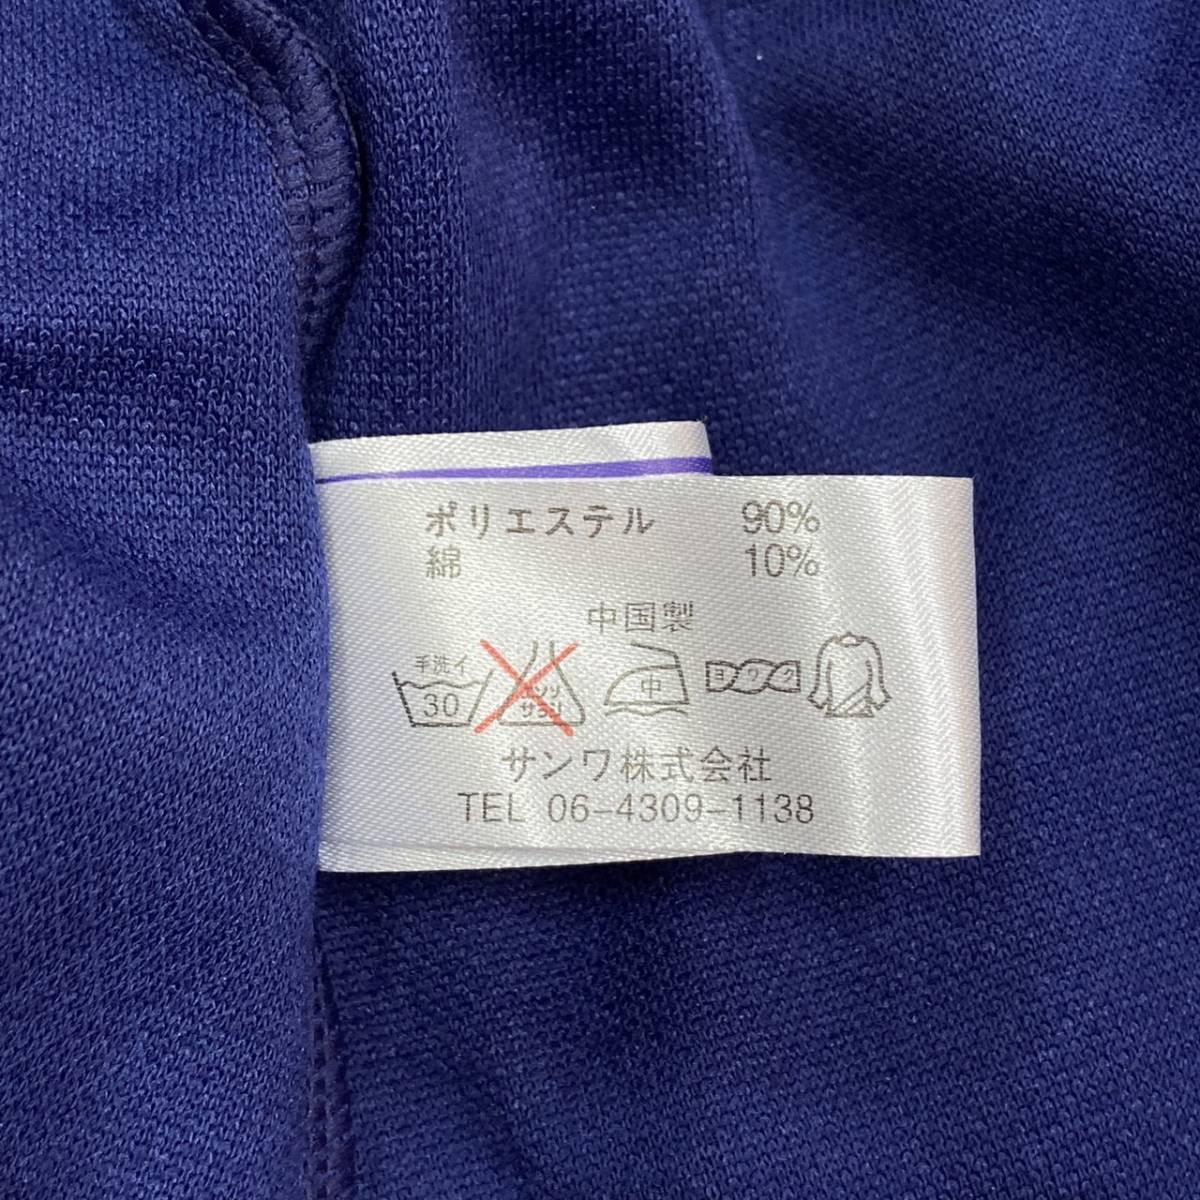 ポリエステル 90%
綿 10%
中国製
手洗イ 30 エンソ サラシ 中 ヨワク
サンワ株式会社
TEL 06-4309-1138